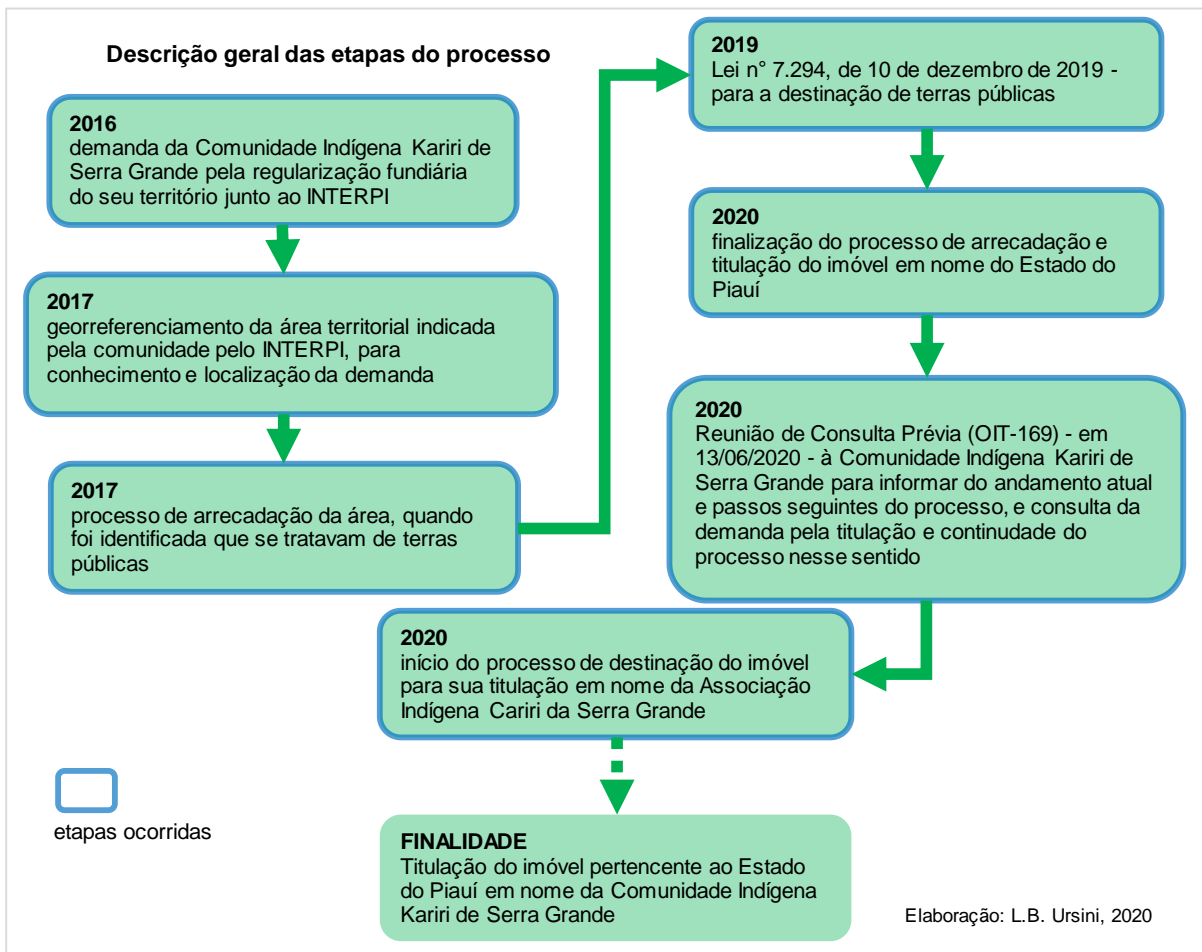 Descrição geral das etapas do processo
2016
demanda da Comunidade Indígena Kariri de
Serra Grande pela regularização fundiária
do seu território junto ao INTERPI
2017
georreferenciamento da área territorial indicada
pela comunidade pelo INTERPI, para
conhecimento e localização da demanda
2017
processo de arrecadação da área, quando
foi identificada que se tratavam de terras
públicas
2019
Lei n° 7.294, de 10 de dezembro de 2019 -
para a destinação de terras públicas
2020
finalização do processo de arrecadação e
titulação do imóvel em nome do Estado do
Piauí
2020
Reunião de Consulta Prévia (OIT-169) - em
13/06/2020 - à Comunidade Indígena Kariri de
Serra Grande para informar do andamento atual
e passos seguintes do processo, e consulta da
demanda pela titulação e continudade do
processo nesse sentido
2020
início do processo de destinação do imóvel
para sua titulação em nome da Associação
Indígena Cariri da Serra Grande
etapas ocorridas
FINALIDADE
Titulação do imóvel pertencente ao Estado
do Piauí em nome da Comunidade Indígena
Kariri de Serra Grande
Elaboração: L.B. Ursini, 2020